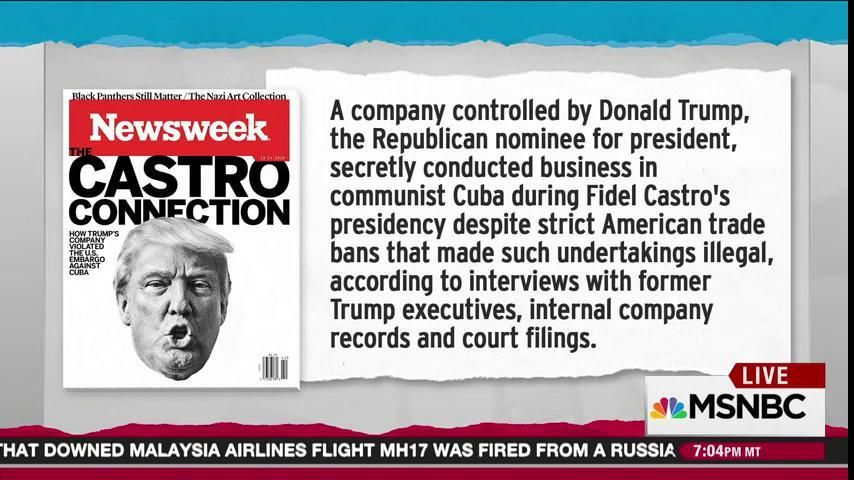 Black Panthers Still Matter / The Nazi Art Collection
Newsweek
THE
CASTRO
CONNECTION
HOW TRUMP'S
COMPANY
VIOLATED
THE U.S.
EMBARGO
AGAINST
CUBA
A company controlled by Donald Trump,
the Republican nominee for president,
secretly conducted business in
communist Cuba during Fidel Castro's
presidency despite strict American trade
bans that made such undertakings illegal,
according to interviews with former
Trump executives, internal company
records and court filings.
LIVE
MSNBC
THAT DOWNED MALAYSIA AIRLINES FLIGHT MH17 WAS FIRED FROM A RUSSIA
7:04PM MT